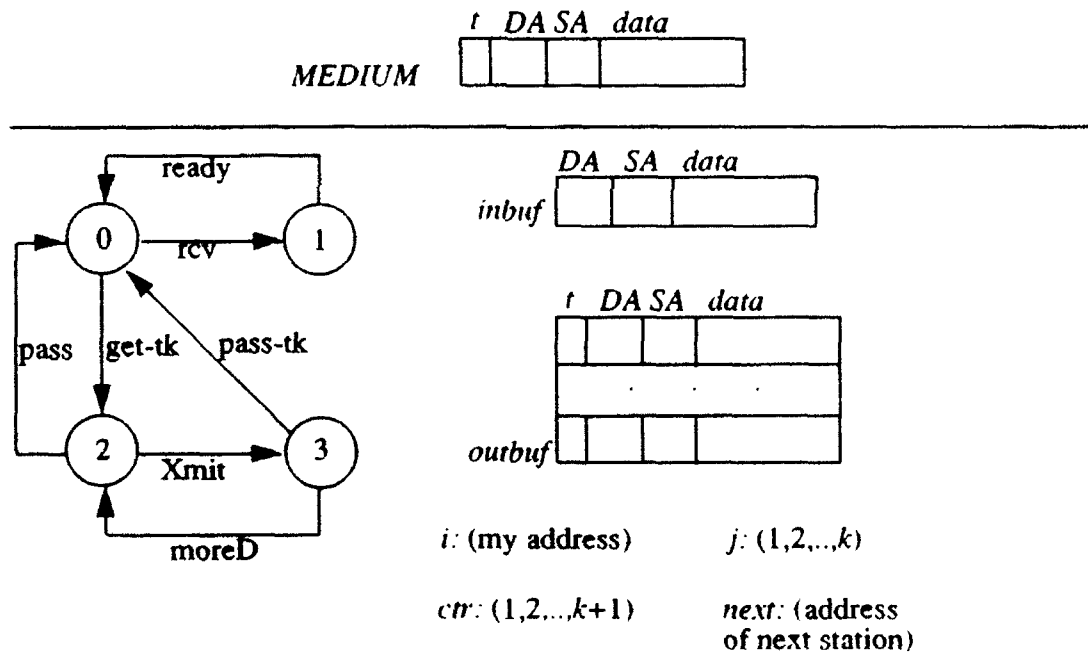 t DA SA data
MEDIUM
ready
0
rcv
1
pass
get-tk
pass-tk
2
Xmit
3
moreD
DA SA data
inbuf
t DA SA data
. . .
outbuf
i: (my address)
j: (1,2,..,k)
ctr: (1,2,..,k+1)
next: (address
of next station)